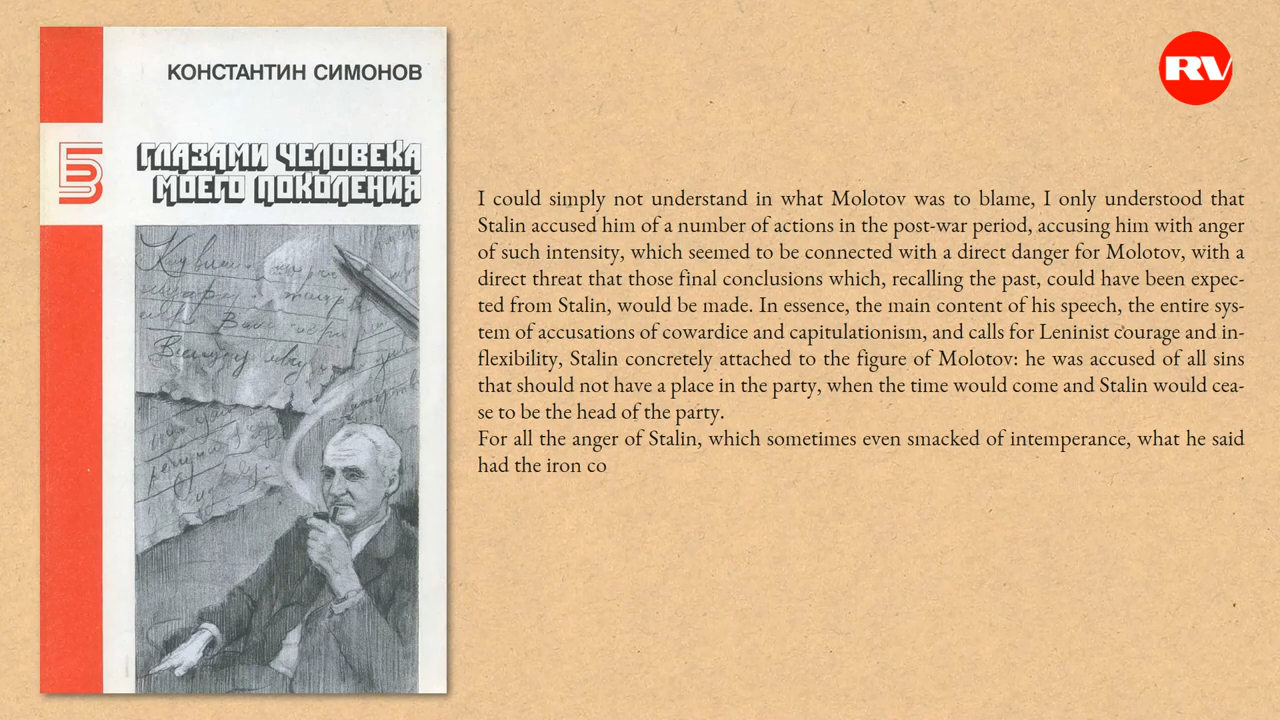 КОНСТАНТИН СИМОНОВ
ГЛАЗАМИ ЧЕЛОВЕКА
МОЕГО ПОКОЛЕНИЯ
RV
I could simply not understand in what Molotov was to blame, I only understood that
Stalin accused him of a number of actions in the post-war period, accusing him with anger
of such intensity, which seemed to be connected with a direct danger for Molotov, with a
direct threat that those final conclusions which, recalling the past, could have been expec-
ted from Stalin, would be made. In essence, the main content of his speech, the entire sys-
tem of accusations of cowardice and capitulationism, and calls for Leninist courage and in-
flexibility, Stalin concretely attached to the figure of Molotov: he was accused of all sins
that should not have a place in the party, when the time would come and Stalin would cea-
se to be the head of the party.
For all the anger of Stalin, which sometimes even smacked of intemperance, what he said
had the iron co